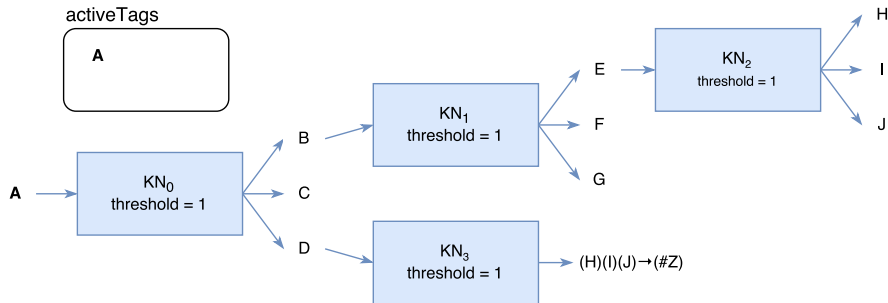 activeTags
A
A
KN₀
threshold = 1
B
C
D
KN₁
threshold = 1
KN₃
threshold = 1
E
F
G
(H)(I)(J)→(#Z)
KN₂
threshold = 1
H
I
J